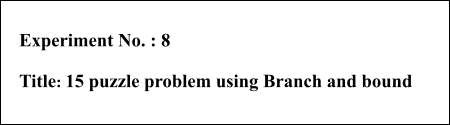 Experiment No. : 8
Title: 15 puzzle problem using Branch and bound